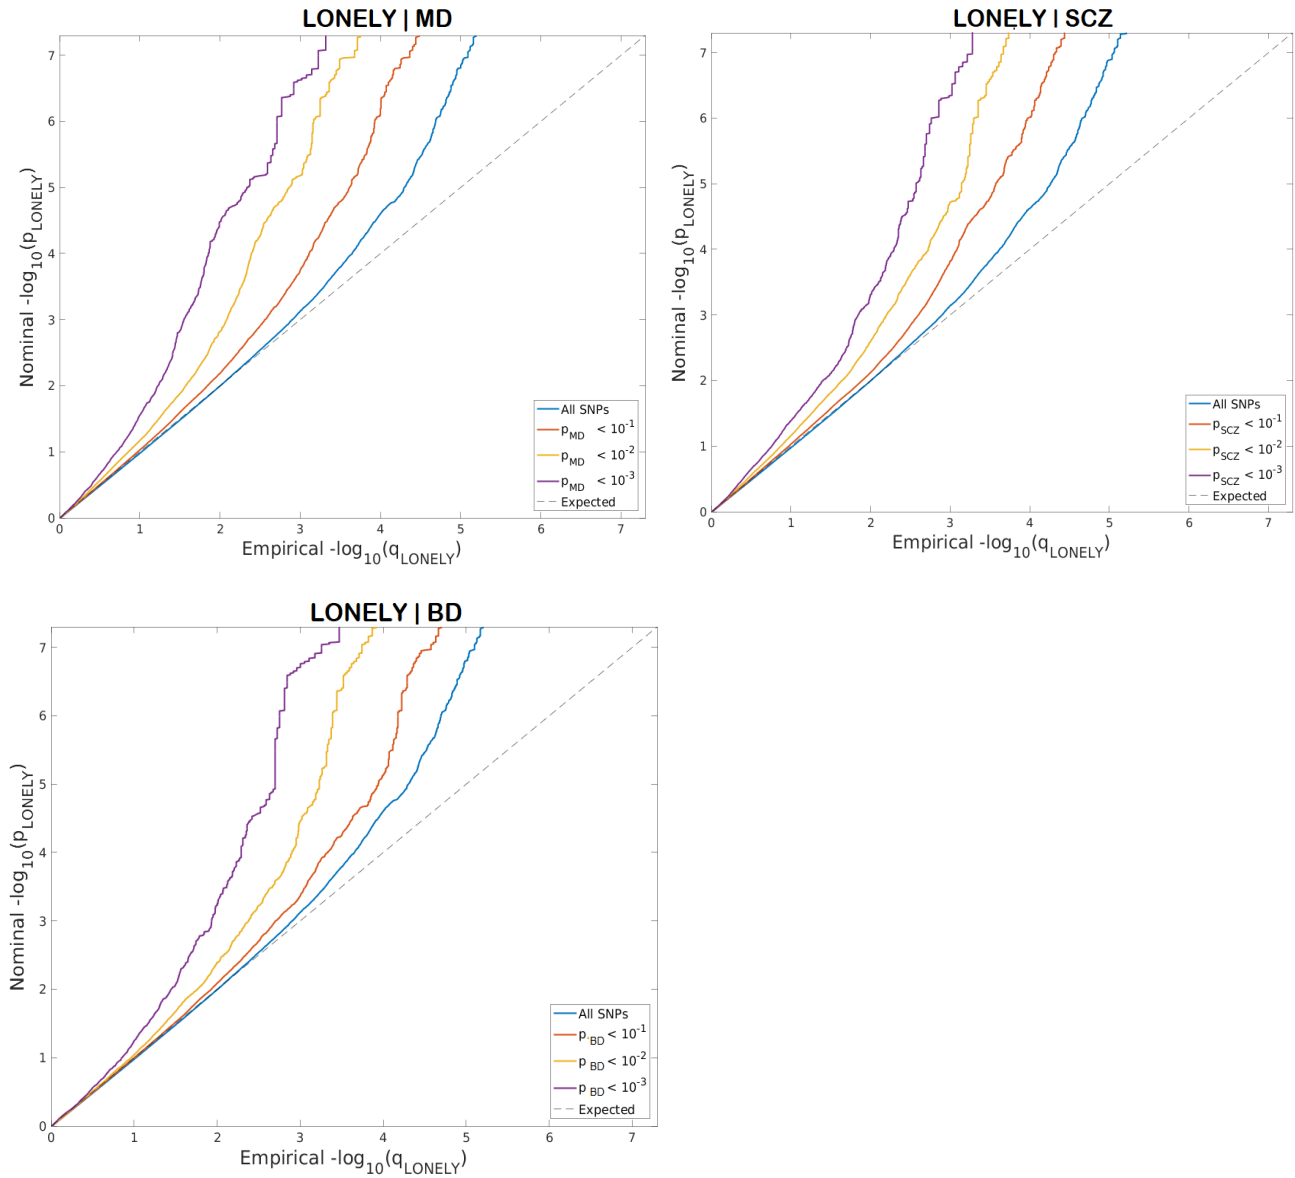 LONELY | MD
7
6
5
4
3
2
1
0
Nominal -log10(pLONELY)
All SNPs
pMD < 10-1
pMD < 10-2
pMD < 10-3
Expected
0 1 2 3 4 5 6 7
Empirical -log10(qLONELY)
LONELY | SCZ
7
6
5
4
3
2
1
0
Nominal -log10(pLONELY)
All SNPs
pSCZ < 10-1
pSCZ < 10-2
pSCZ < 10-3
Expected
0 1 2 3 4 5 6 7
Empirical -log10(qLONELY)
LONELY | BD
7
6
5
4
3
2
1
0
Nominal -log10(pLONELY)
All SNPs
p BD < 10-1
p BD < 10-2
p BD < 10-3
Expected
0 1 2 3 4 5 6 7
Empirical -log10(qLONELY)